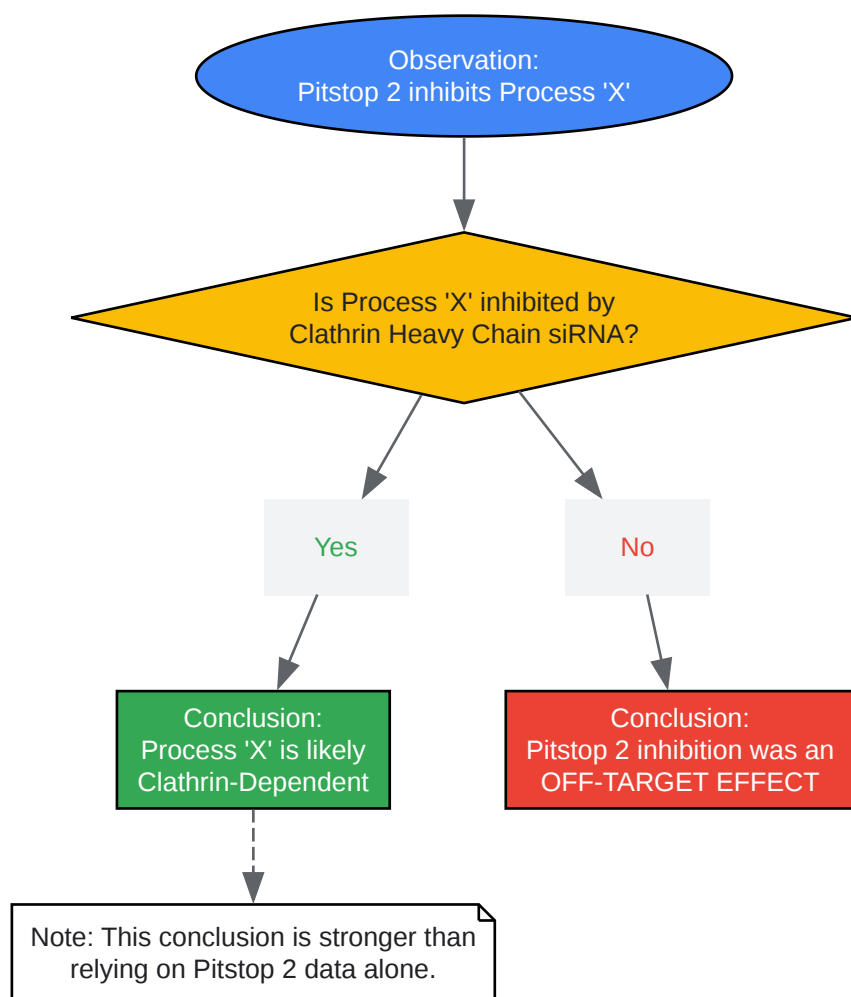 Observation:
Pitstop 2 inhibits Process 'X'
Is Process 'X' inhibited by
Clathrin Heavy Chain siRNA?
Yes
No
Conclusion:
Process 'X' is likely
Clathrin-Dependent
Conclusion:
Pitstop 2 inhibition was an
OFF-TARGET EFFECT
Note: This conclusion is stronger than
relying on Pitstop 2 data alone.